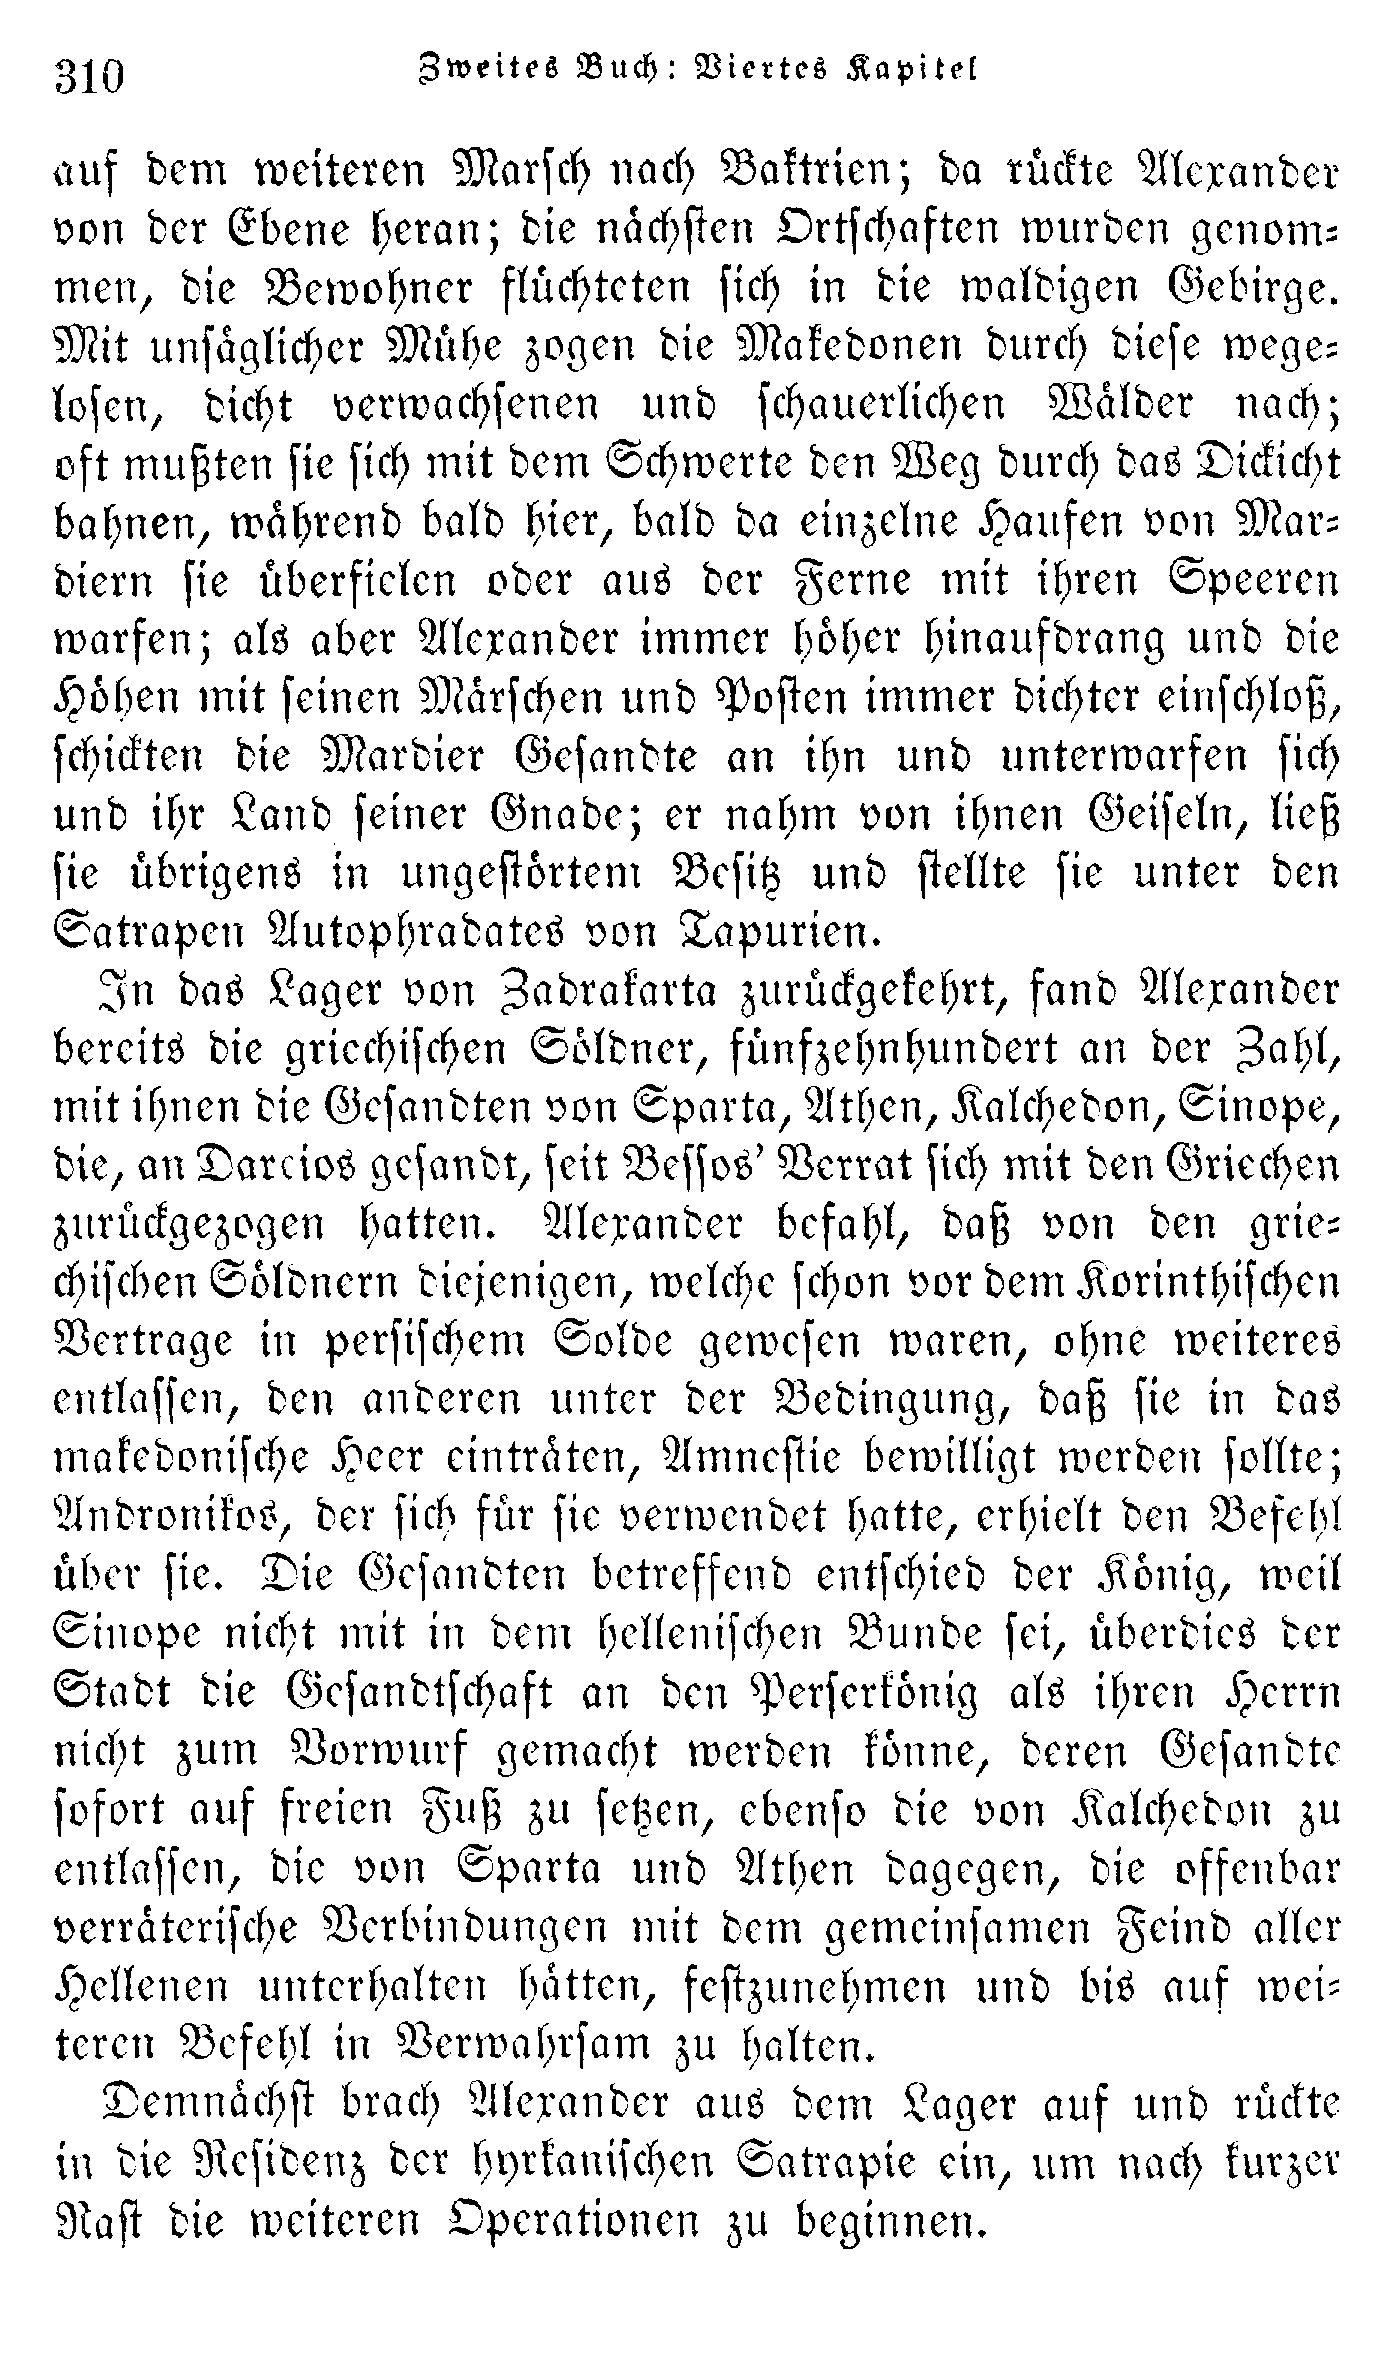 310
Zweites Buch: Viertes Kapitel
auf dem weiteren Marsch nach Baktrien; da rückte Alexander
von der Ebene heran; die nächsten Ortschaften wurden genom-
men, die Bewohner flüchteten sich in die waldigen Gebirge.
Mit unsäglicher Mühe zogen die Makedonen durch diese wege-
losen, dicht verwachsenen und schauerlichen Wälder nach;
oft mußten sie sich mit dem Schwerte den Weg durch das Dickicht
bahnen, während bald hier, bald da einzelne Haufen von Mar-
diern sie überfielen oder aus der Ferne mit ihren Speeren
warfen; als aber Alexander immer höher hinaufdrang und die
Höhen mit seinen Märschen und Posten immer dichter einschloß,
schickten die Mardier Gesandte an ihn und unterwarfen sich
und ihr Land seiner Gnade; er nahm von ihnen Geiseln, ließ
sie übrigens in ungestörtem Besitz und stellte sie unter den
Satrapen Autophradates von Tapurien.
In das Lager von Zadrakarta zurückgekehrt, fand Alexander
bereits die griechischen Söldner, fünfzehnhundert an der Zahl,
mit ihnen die Gesandten von Sparta, Athen, Kalchedon, Sinope,
die, an Dareios gesandt, seit Bessos' Verrat sich mit den Griechen
zurückgezogen hatten. Alexander befahl, daß von den grie-
chischen Söldnern diejenigen, welche schon vor dem Korinthischen
Vertrage in persischem Solde gewesen waren, ohne weiteres
entlassen, den anderen unter der Bedingung, daß sie in das
makedonische Heer einträten, Amnestie bewilligt werden sollte;
Andronikos, der sich für sie verwendet hatte, erhielt den Befehl
über sie. Die Gesandten betreffend entschied der König, weil
Sinope nicht mit in dem hellenischen Bunde sei, überdies der
Stadt die Gesandtschaft an den Perserkönig als ihren Herrn
nicht zum Vorwurf gemacht werden könne, deren Gesandte
sofort auf freien Fuß zu setzen, ebenso die von Kalchedon zu
entlassen, die von Sparta und Athen dagegen, die offenbar
verräterische Verbindungen mit dem gemeinsamen Feind aller
Hellenen unterhalten hätten, festzunehmen und bis auf wei-
teren Befehl in Verwahrsam zu halten.
Demnächst brach Alexander aus dem Lager auf und rückte
in die Residenz der hyrkanischen Satrapie ein, um nach kurzer
Rast die weiteren Operationen zu beginnen.